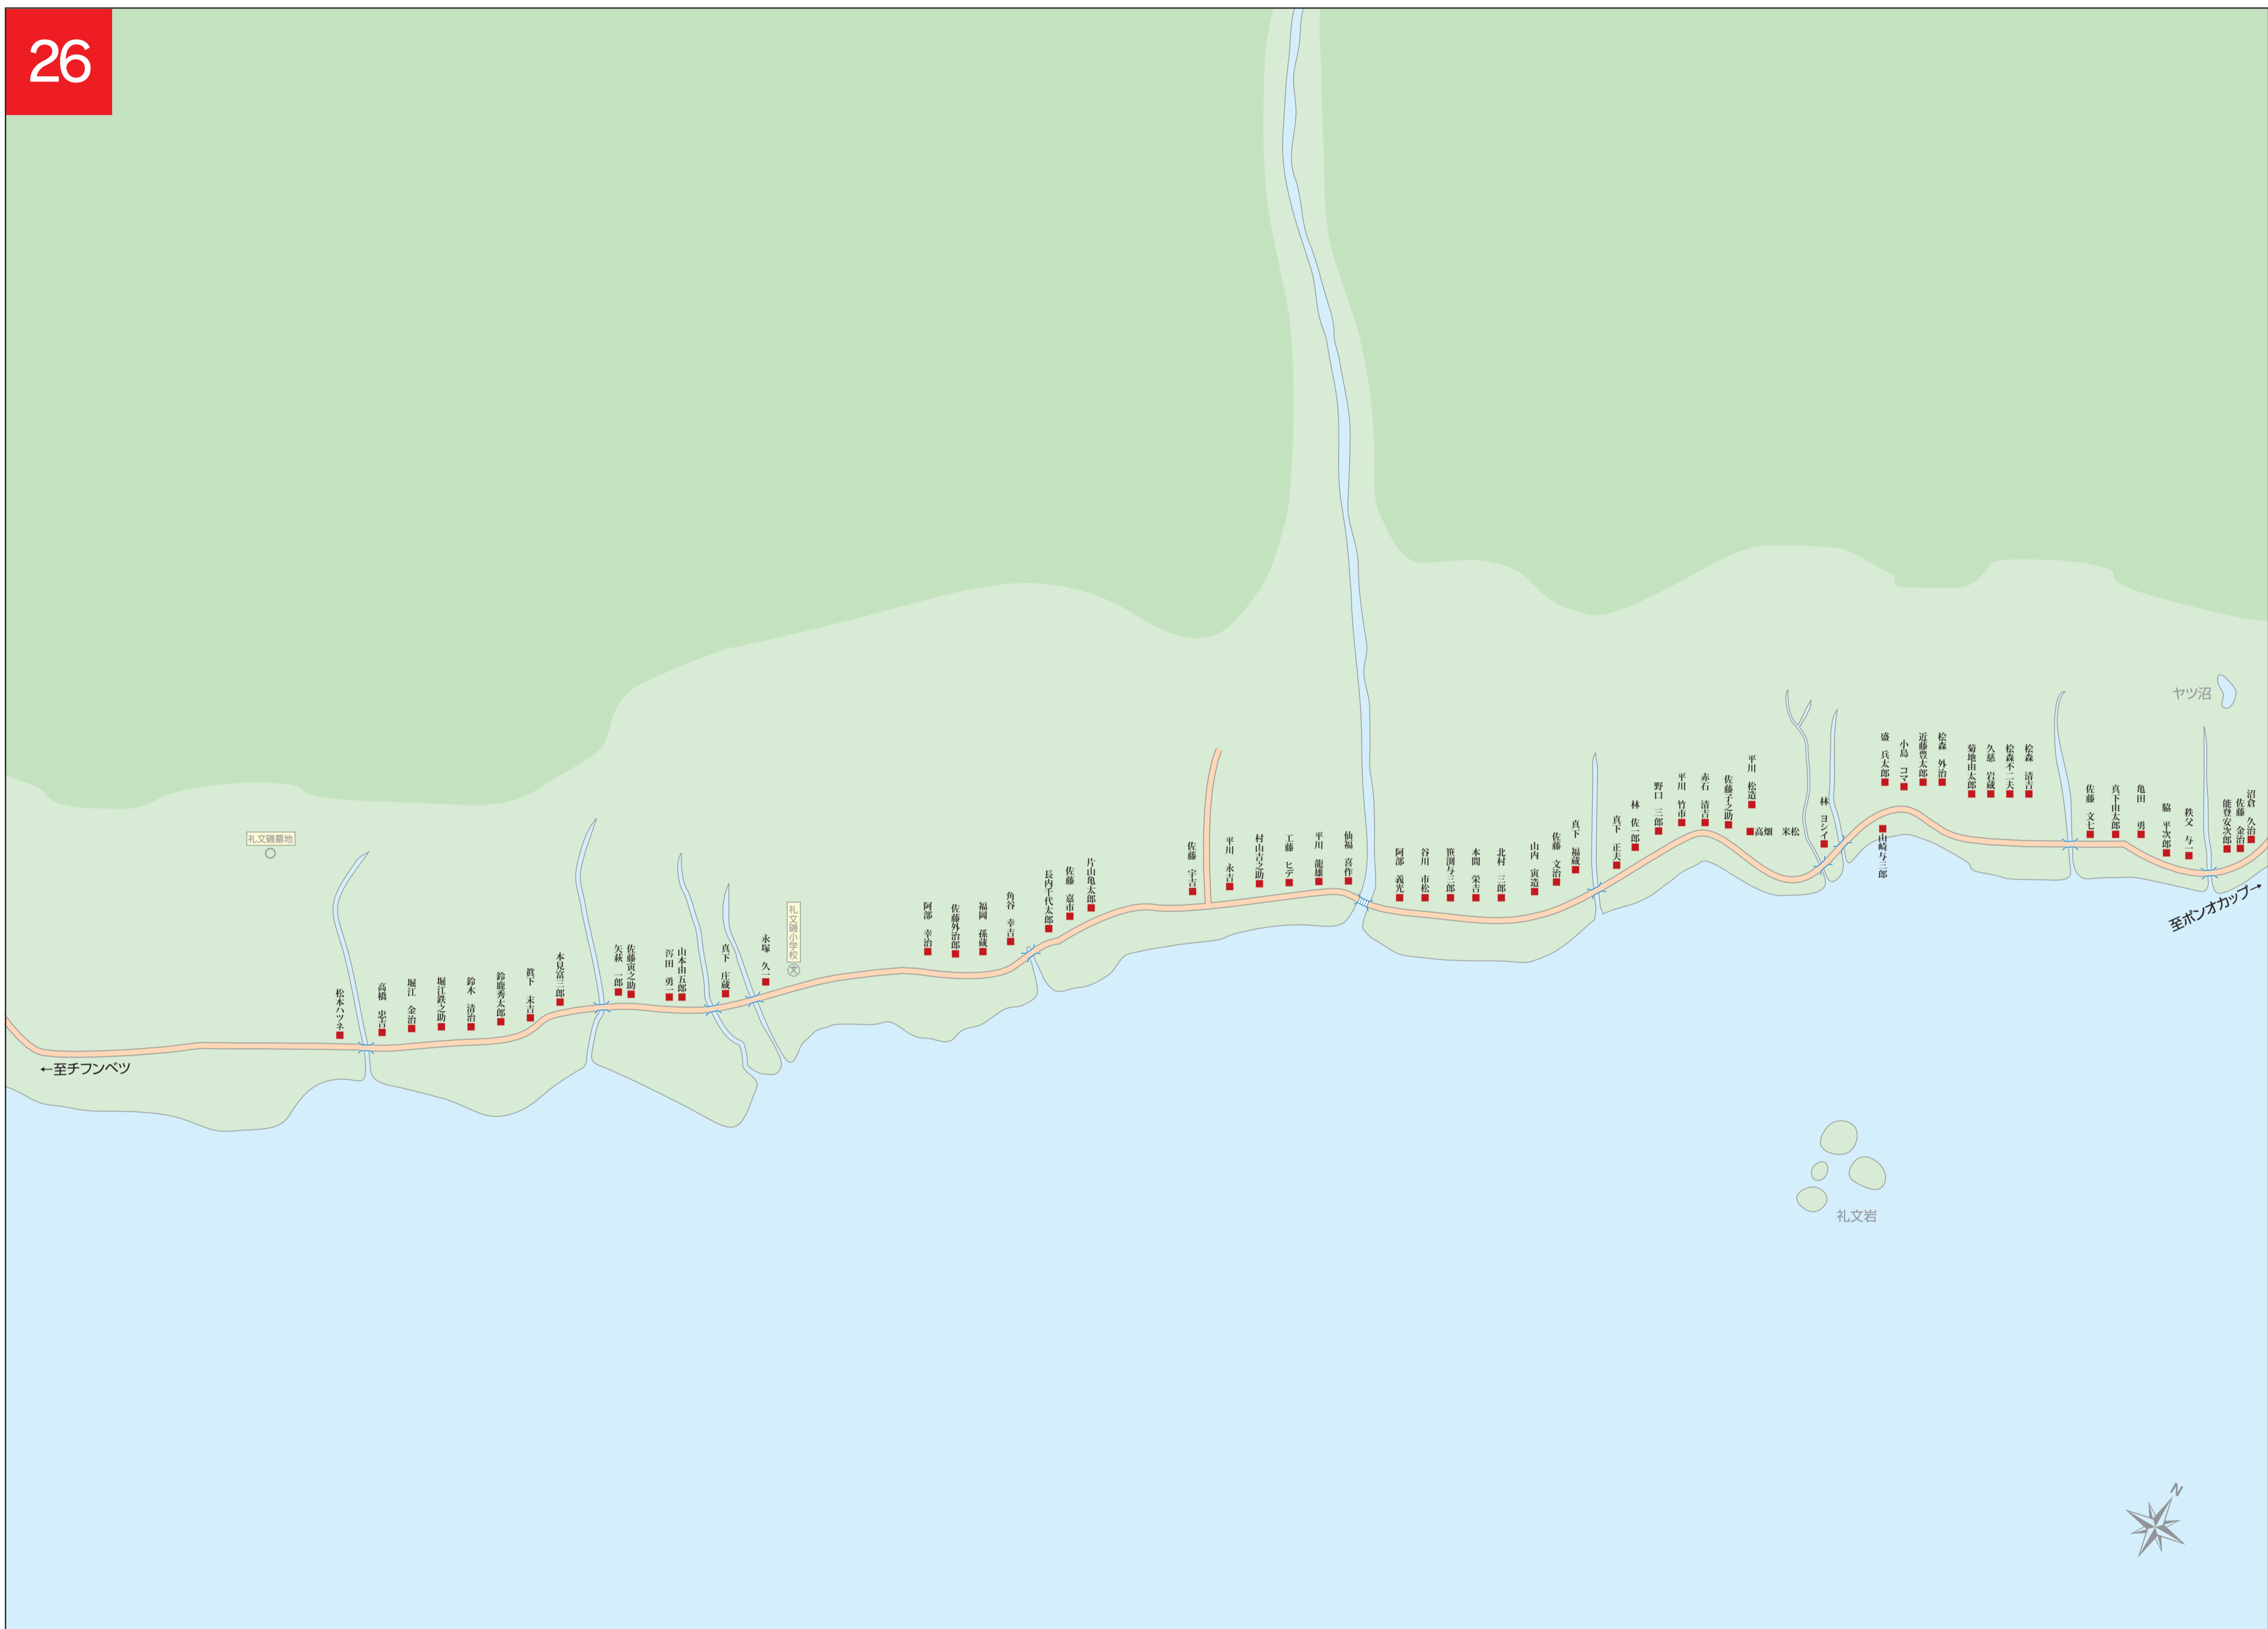 26
礼文磯墓地
松本ハツネ
高橋 忠吉
堀江 金治
堀江鉄之助
鈴木 清治
鈴鹿秀太郎
眞下 末吉
本見富三郎
矢萩 一郎
佐藤寅之助
㴑田 勇一
山本由五郎
真下 庄蔵
永塚 久一
礼文磯小学校
文
阿部 幸治
佐藤外治郎
福岡 孫蔵
角谷 幸吉
長内千代太郎
佐藤 嘉市
片山亀太郎
佐藤 宇吉
平川 永吉
村山吉之助
工藤 ヒデ
平川 龍雄
仙福 喜作
阿部 義光
谷川 市松
笹渕与三郎
本間 栄吉
北村 三郎
山内 寅造
佐藤 文治
真下 福蔵
真下 正夫
林 佐一郎
野口 三郎
平川 竹市
赤石 清吉
佐藤子之助
平川 松造
高畑 米松
林 ヨシイ
山崎与三郎
盛 兵太郎
小島 コマ
近藤豊太郎
桧森 外治
菊地由太郎
久慈 岩蔵
桧森不二夫
桧森 清吉
佐藤 文七
真下由太郎
亀田 勇
脇 平次郎
秩父 与一
能登安次郎
佐藤 金治
沼倉 久治
ヤツ沼
至ポンオカップ→
←至チフンベツ
礼文岩
N